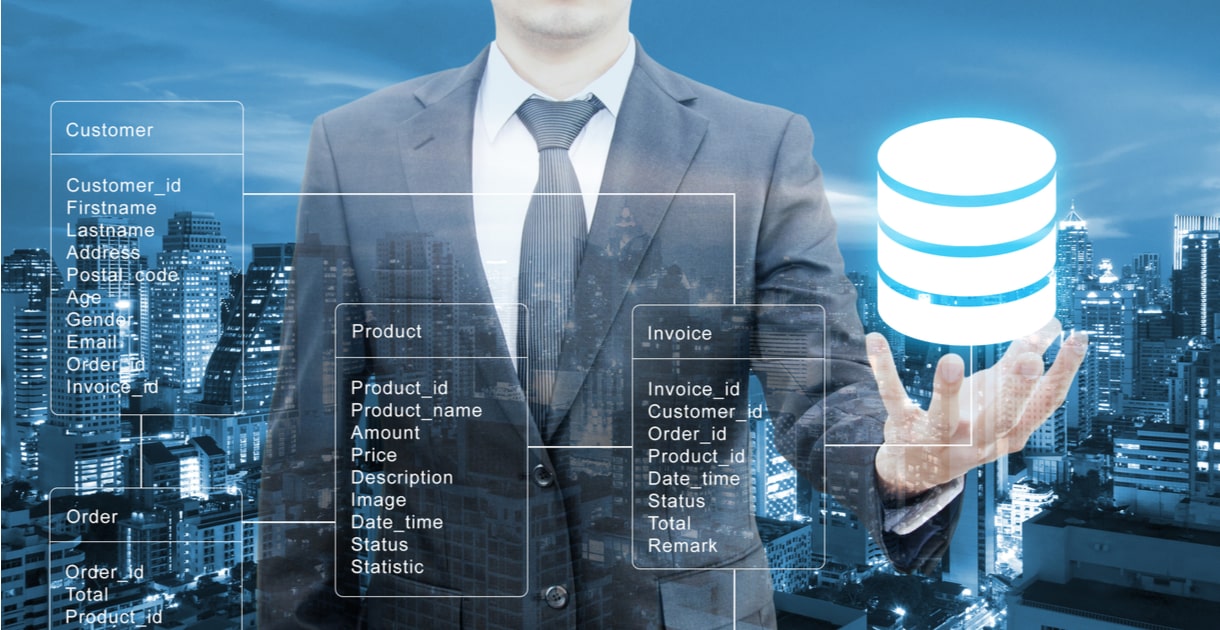 Customer
Customer_id
Firstname
Lastname
Address
Postal_code
Age
Gender
Email
Order_id
Invoice_id
Order
Order_id
Total
Product_id
Product
Product_id
Product_name
Amount
Price
Description
Image
Date_time
Status
Statistic
Invoice
Invoice_id
Customer_id
Order_id
Product_id
Date_time
Status
Total
Remark